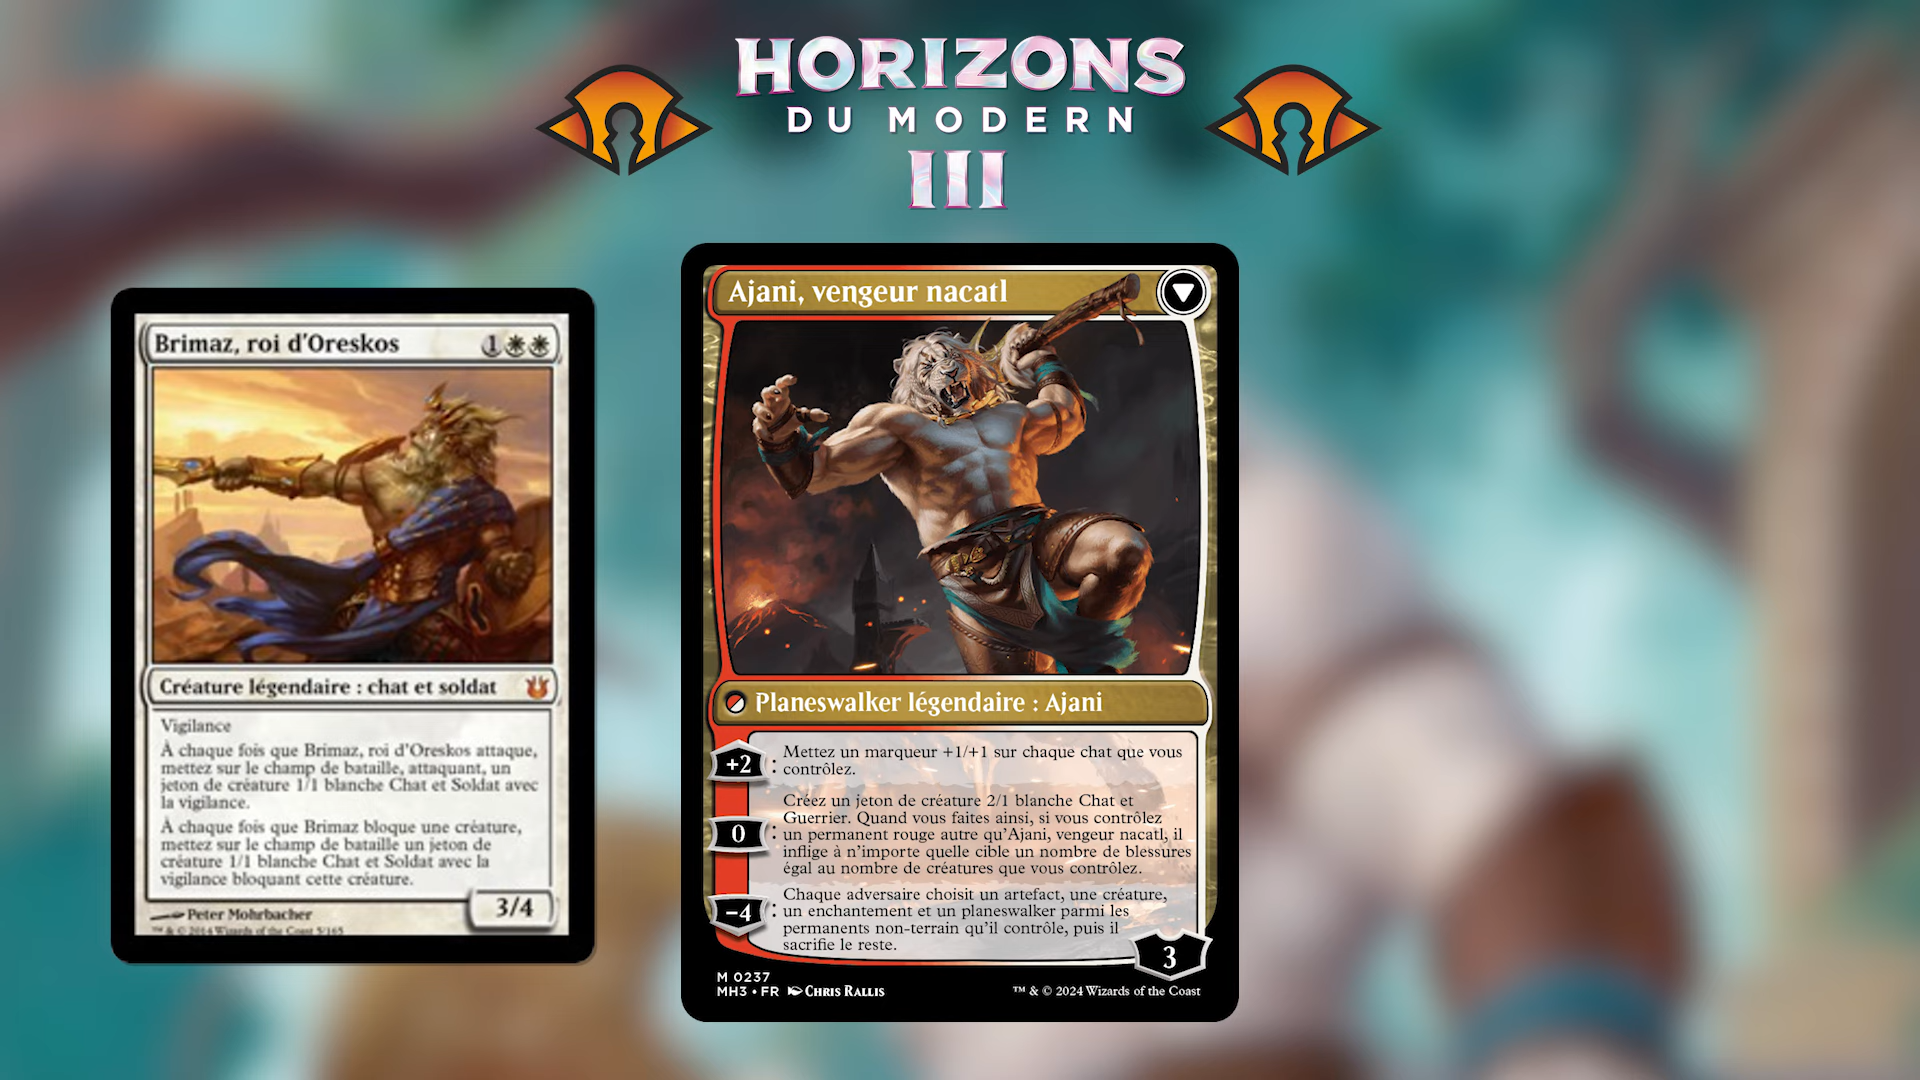 HORIZONS
DU MODERN
III
Brimaz, roi d'Oreskos 1
Créature légendaire : chat et soldat
Vigilance
À chaque fois que Brimaz, roi d'Oreskos attaque,
mettez sur le champ de bataille, attaquant, un
jeton de créature 1/1 blanche Chat et Soldat avec
la vigilance.
À chaque fois que Brimaz bloque une créature,
mettez sur le champ de bataille un jeton de
créature 1/1 blanche Chat et Soldat avec la
vigilance bloquant cette créature.
3/4
Peter Mohrbacher
™ & © 2014 Wizards of the Coast 5/165
Ajani, vengeur nacatl
Planeswalker légendaire : Ajani
+2 : Mettez un marqueur +1/+1 sur chaque chat que vous
contrôlez.
Créez un jeton de créature 2/1 blanche Chat et
Guerrier. Quand vous faites ainsi, si vous contrôlez
0 : un permanent rouge autre qu'Ajani, vengeur nacatl, il
inflige à n'importe quelle cible un nombre de blessures
égal au nombre de créatures que vous contrôlez.
Chaque adversaire choisit un artefact, une créature,
−4 : un enchantement et un planeswalker parmi les
permanents non-terrain qu'il contrôle, puis il
sacrifie le reste.
3
M 0237
MH3 • FR Chris Rallis
™ & © 2024 Wizards of the Coast